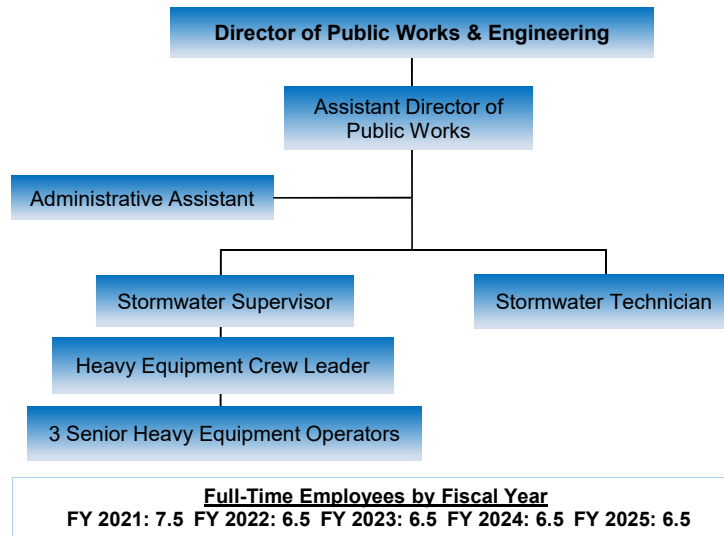 Director of Public Works & Engineering
Assistant Director of
Public Works
Administrative Assistant
Stormwater Supervisor
Stormwater Technician
Heavy Equipment Crew Leader
3 Senior Heavy Equipment Operators
Full-Time Employees by Fiscal Year
FY 2021: 7.5 FY 2022: 6.5 FY 2023: 6.5 FY 2024: 6.5 FY 2025: 6.5